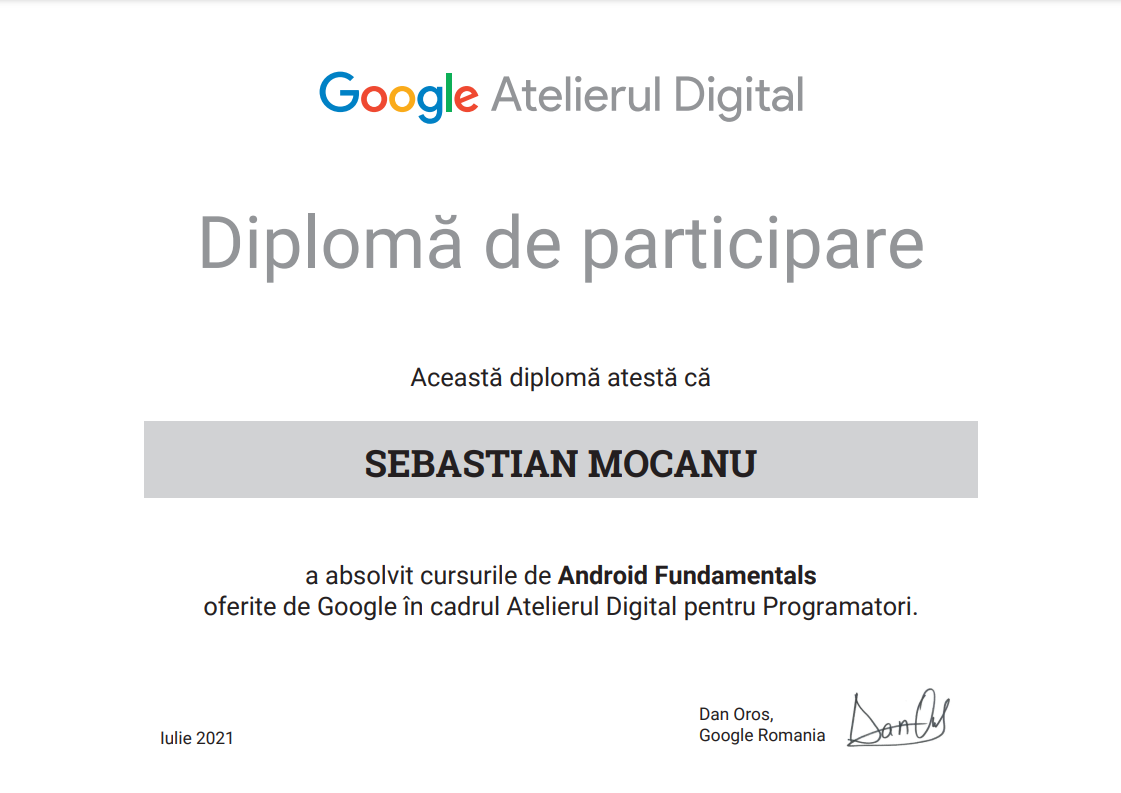 Google Atelierul Digital
Diplomă de participare
Această diplomă atestă că
SEBASTIAN MOCANU
a absolvit cursurile de Android Fundamentals
oferite de Google în cadrul Atelierul Digital pentru Programatori.
Iulie 2021
Dan Oros,
Google Romania
Dan Os